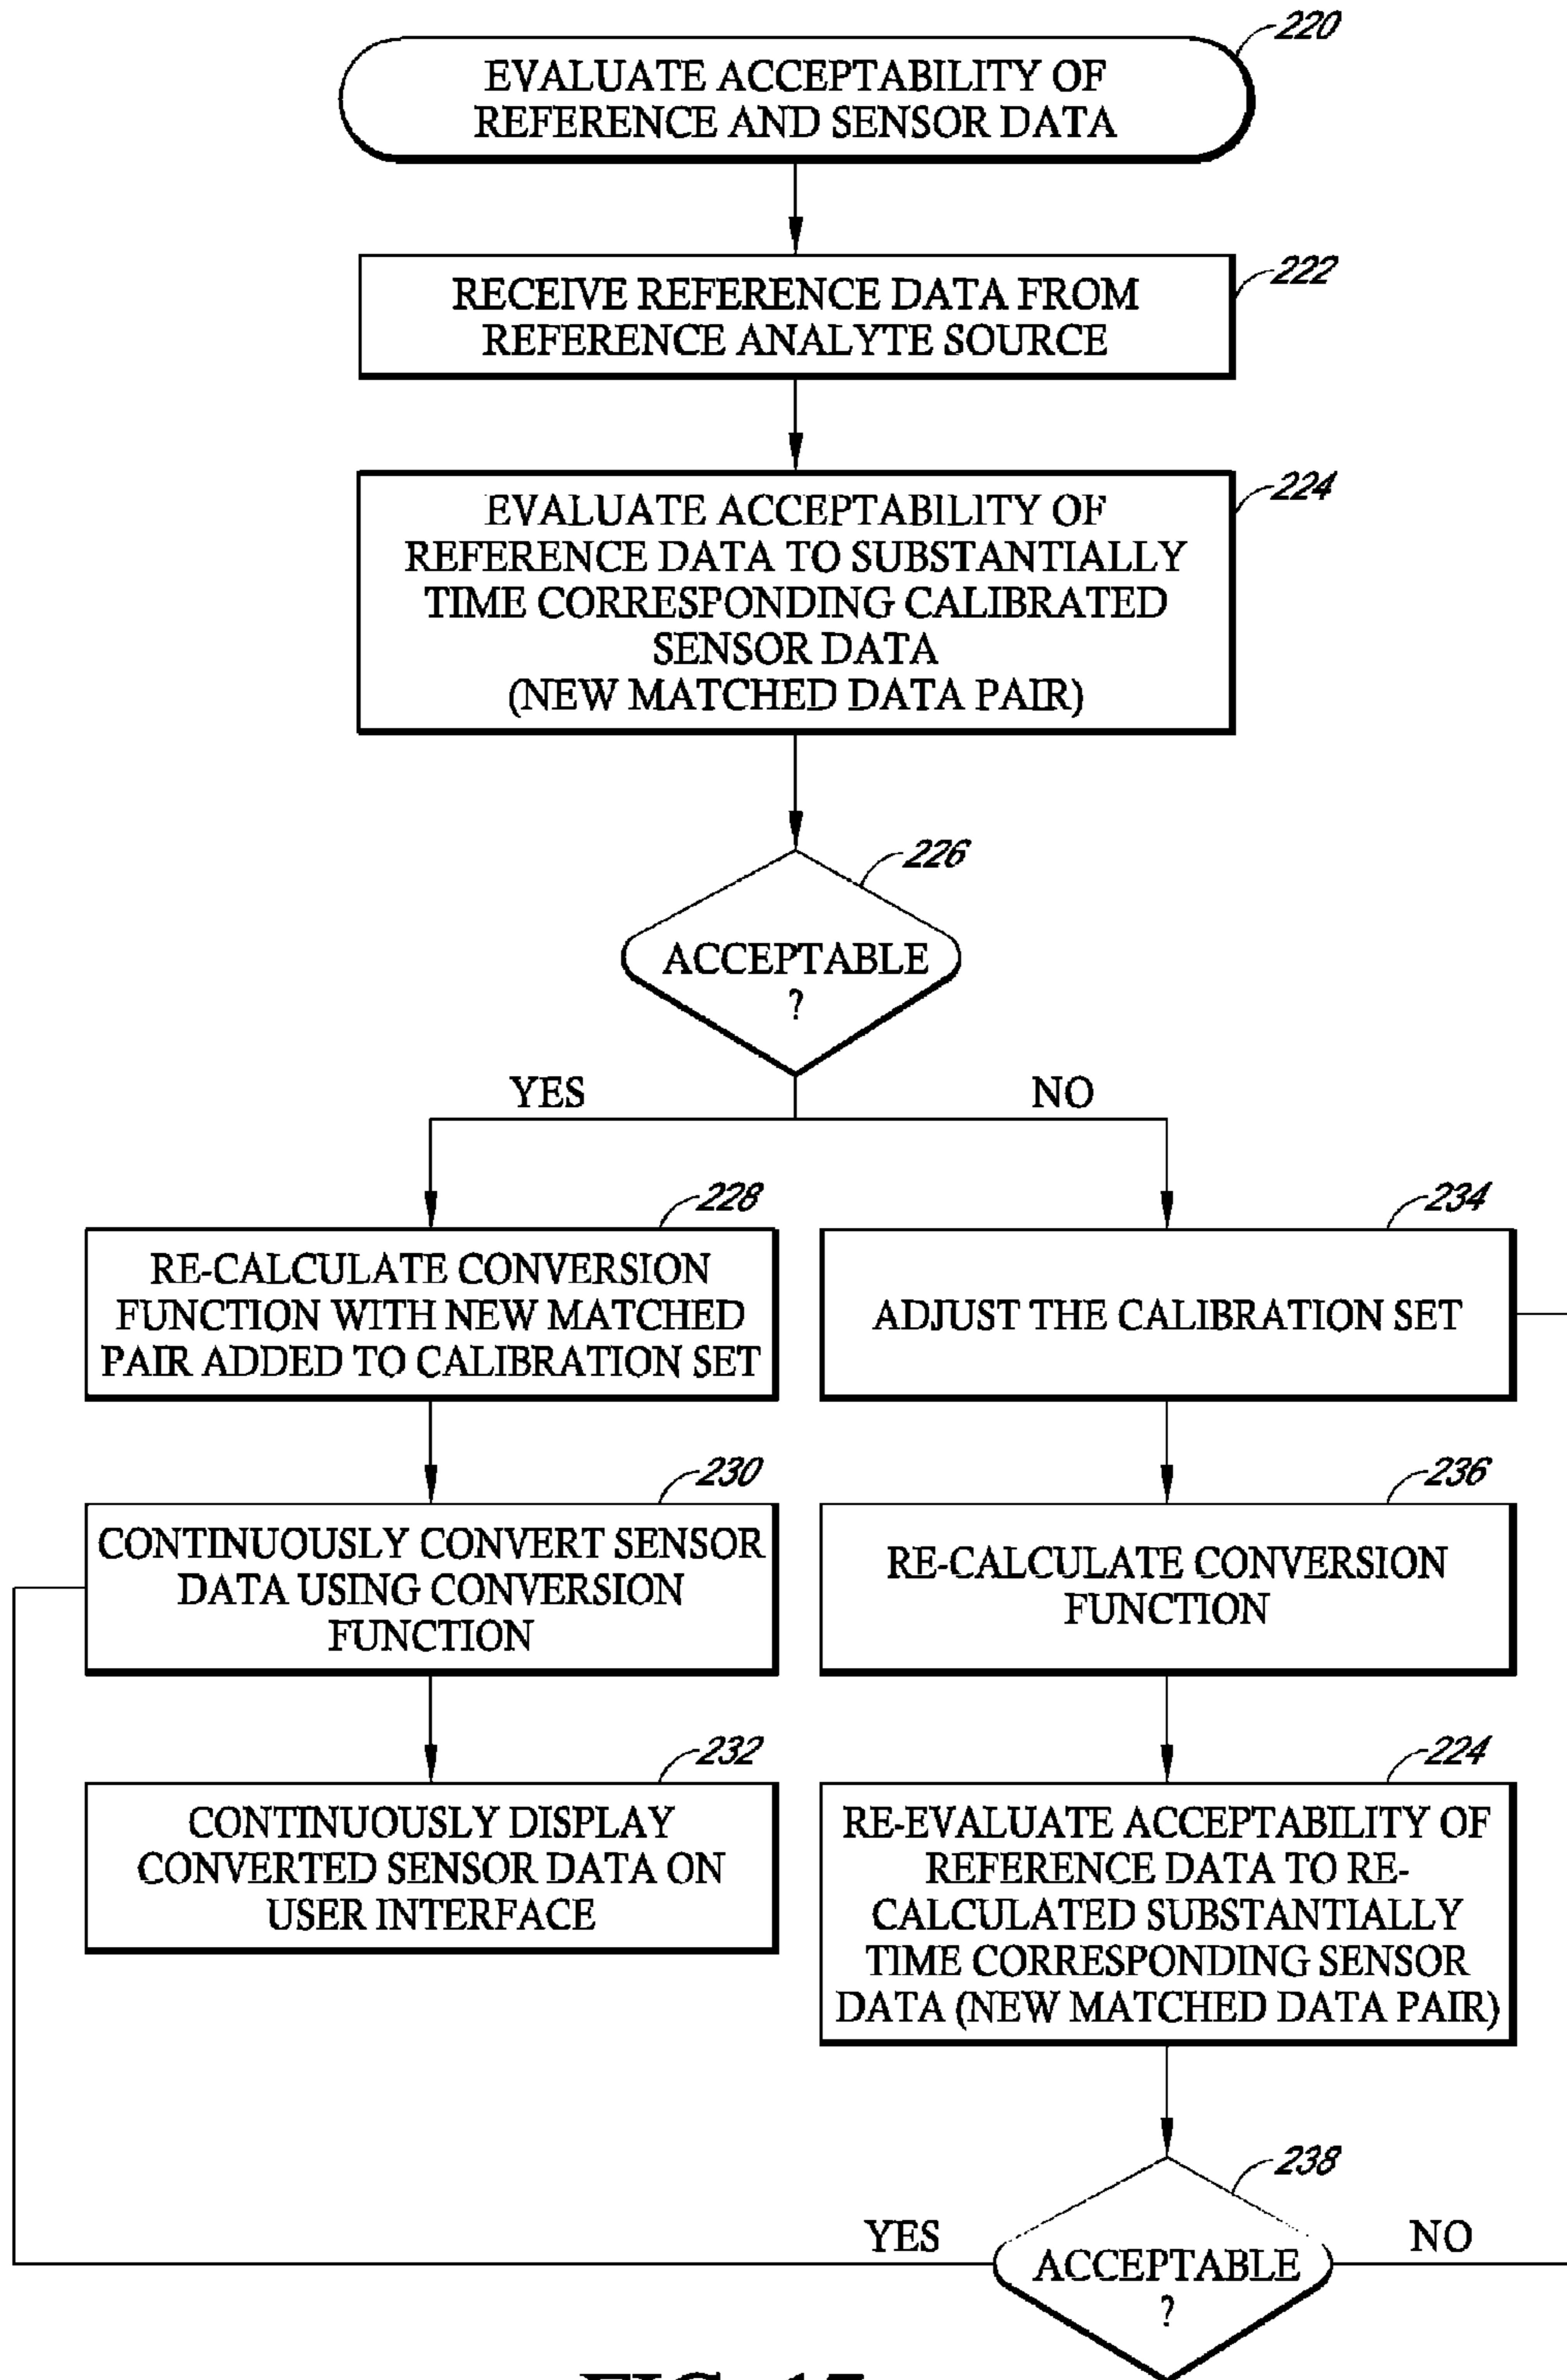 220
EVALUATE ACCEPTABILITY OF
REFERENCE AND SENSOR DATA
222
RECEIVE REFERENCE DATA FROM
REFERENCE ANALYTE SOURCE
224
EVALUATE ACCEPTABILITY OF
REFERENCE DATA TO SUBSTANTIALLY
TIME CORRESPONDING CALIBRATED
SENSOR DATA
(NEW MATCHED DATA PAIR)
226
ACCEPTABLE
?
YES
NO
228
RE-CALCULATE CONVERSION
FUNCTION WITH NEW MATCHED
PAIR ADDED TO CALIBRATION SET
234
ADJUST THE CALIBRATION SET
230
CONTINUOUSLY CONVERT SENSOR
DATA USING CONVERSION
FUNCTION
236
RE-CALCULATE CONVERSION
FUNCTION
232
CONTINUOUSLY DISPLAY
CONVERTED SENSOR DATA ON
USER INTERFACE
224
RE-EVALUATE ACCEPTABILITY OF
REFERENCE DATA TO RE-
CALCULATED SUBSTANTIALLY
TIME CORRESPONDING SENSOR
DATA (NEW MATCHED DATA PAIR)
238
YES
ACCEPTABLE
?
NO